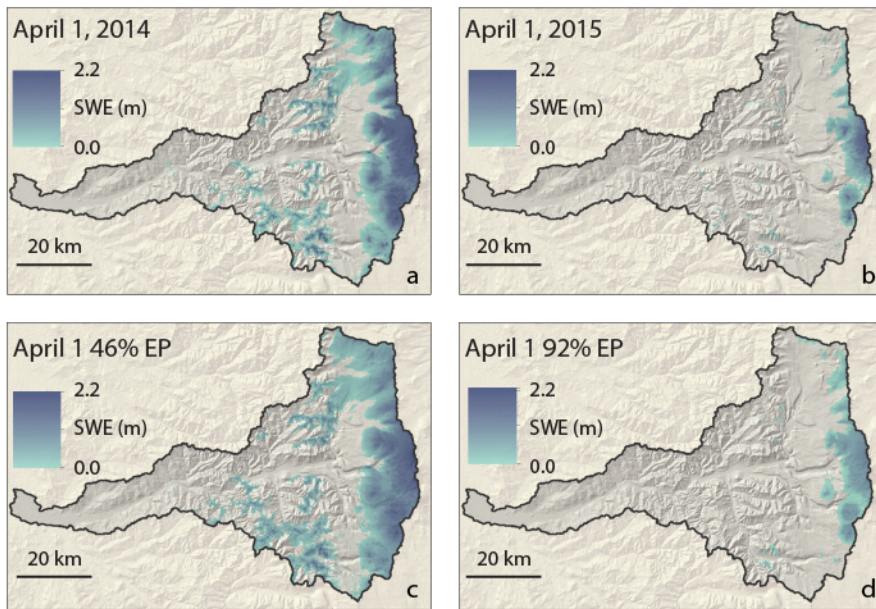 April 1, 2014
2.2
SWE (m)
0.0
20 km
a
April 1, 2015
2.2
SWE (m)
0.0
20 km
b
April 1 46% EP
2.2
SWE (m)
0.0
20 km
c
April 1 92% EP
2.2
SWE (m)
0.0
20 km
d